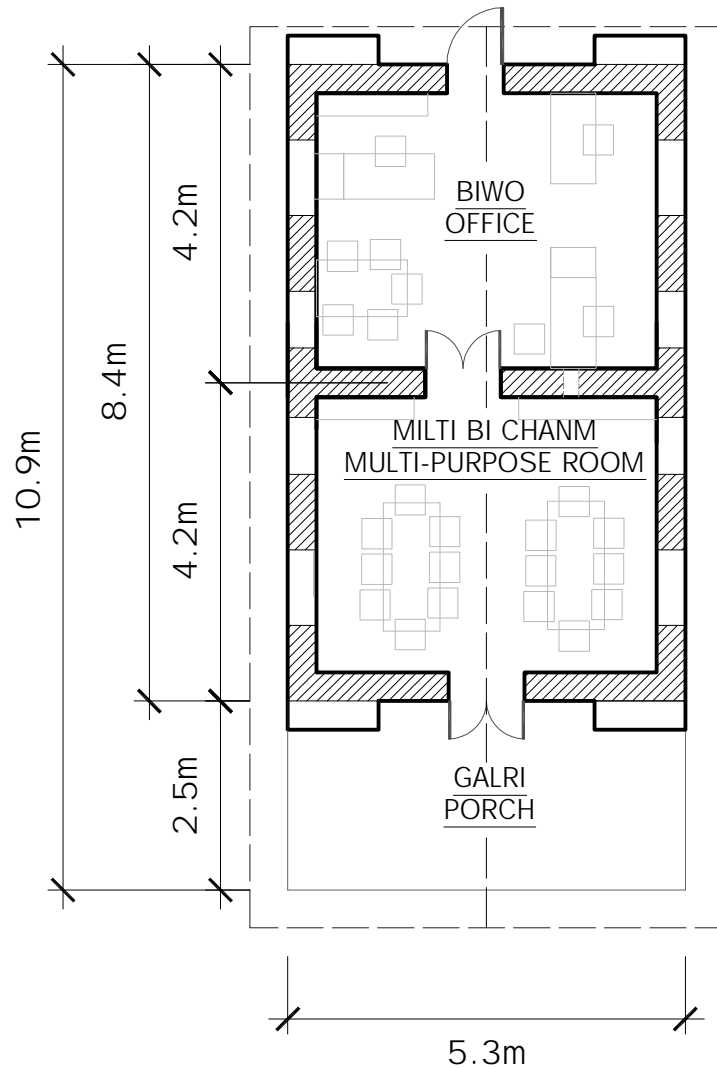 BIWO
OFFICE
4.2m
8.4m
10.9m
MILTI BI CHANM
MULTI-PURPOSE ROOM
4.2m
2.5m
GALRI
PORCH
5.3m